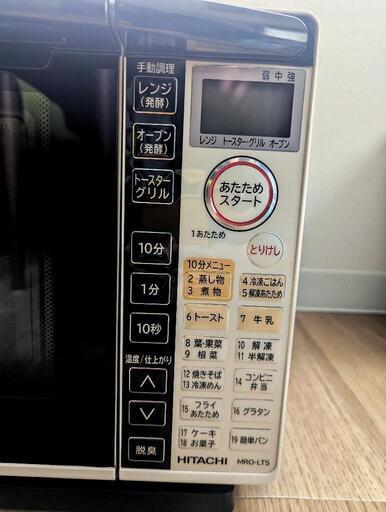 手動調理
弱 中 強
レンジ
(発酵)
レンジ トースター・グリル オーブン
オーブン
(発酵)
トースター
グリル
あたため
スタート
1あたため
とりけし
10分
10分メニュー
2 蒸し物
3 煮物
4 冷凍ごはん
5 解凍あたため
1分
6トースト
7 牛乳
10秒
8 葉・果菜
9 根菜
10 解凍
11 半解凍
温度/仕上がり
12 焼きそば
13 冷凍めん
14 コンビニ
弁当
15 フライ
あたため
16 グラタン
17 ケーキ
18 お菓子
19 簡単パン
脱臭
HITACHI MRO-LT5